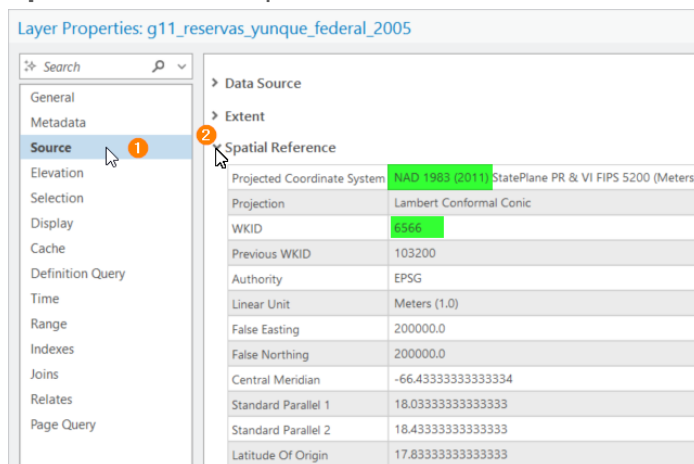 Layer Properties: g11_reservas_yunque_federal_2005
Search
General
Metadata
Source 1
Elevation
Selection
Display
Cache
Definition Query
Time
Range
Indexes
Joins
Relates
Page Query
> Data Source
> Extent
2
Spatial Reference
Projected Coordinate System NAD 1983 (2011) StatePlane PR & VI FIPS 5200 (Meters
Projection Lambert Conformal Conic
WKID 6566
Previous WKID 103200
Authority EPSG
Linear Unit Meters (1.0)
False Easting 200000.0
False Northing 200000.0
Central Meridian -66.43333333333334
Standard Parallel 1 18.03333333333333
Standard Parallel 2 18.43333333333333
Latitude Of Origin 17.83333333333333